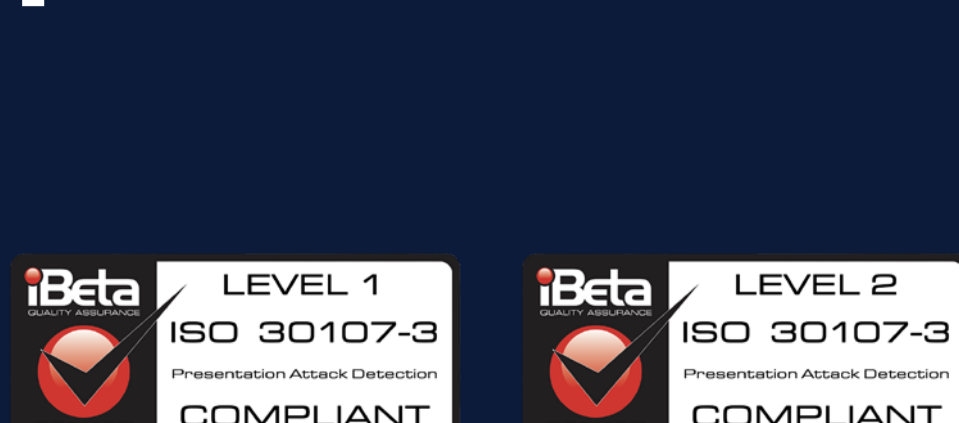 iBeta
QUALITY ASSURANCE
LEVEL 1
ISO 30107-3
Presentation Attack Detection
COMPLIANT
iBeta
QUALITY ASSURANCE
LEVEL 2
ISO 30107-3
Presentation Attack Detection
COMPLIANT